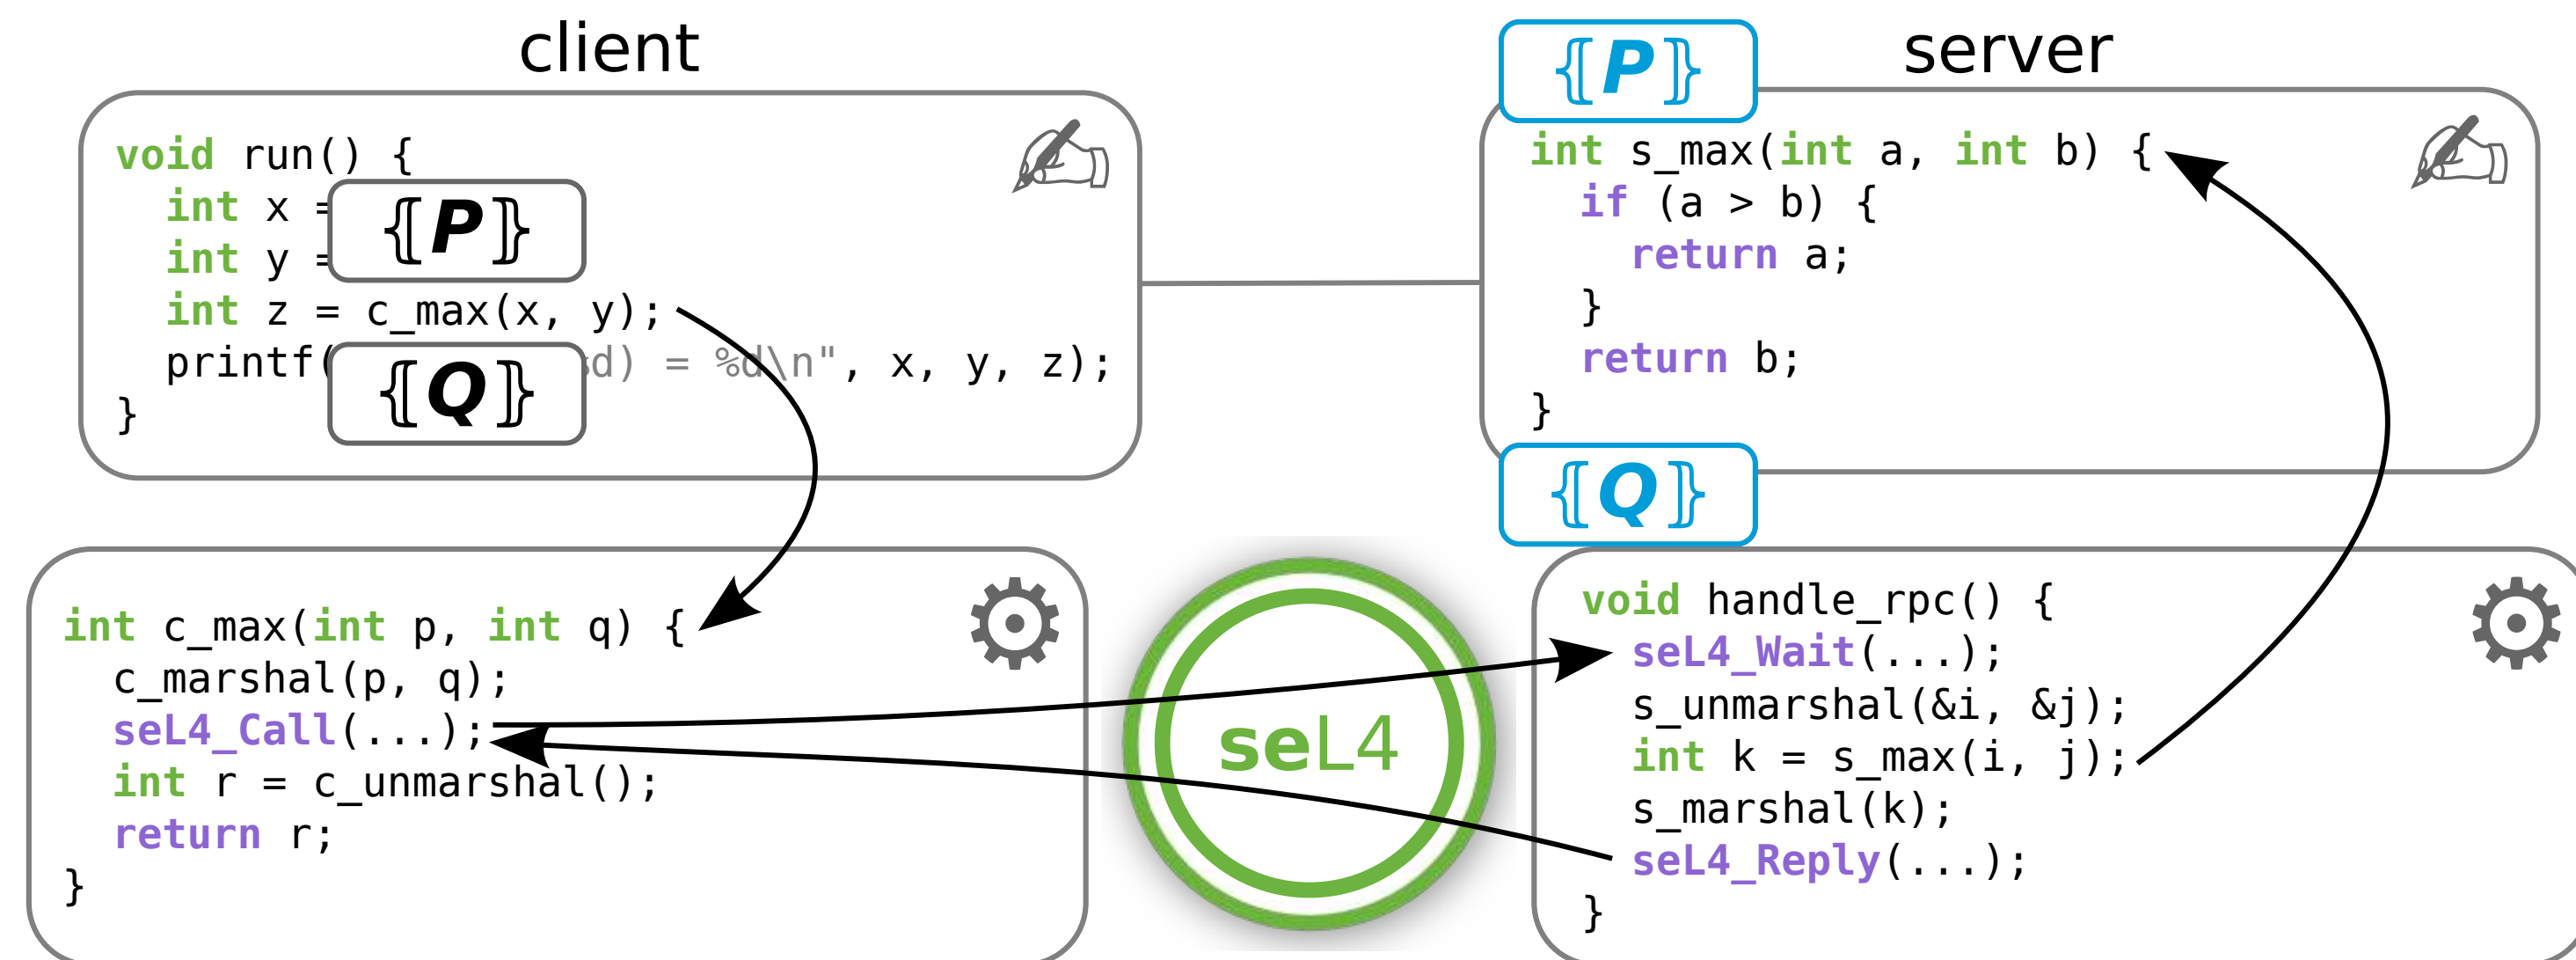 client
void run() {
int x =
{[P]}
int y =
int z = c_max(x, y);
printf( d) = %d\n", x, y, z);
{[Q]}
}
server
{[P]}
int s_max(int a, int b) {
if (a > b) {
return a;
}
return b;
}
{[Q]}
int c_max(int p, int q) {
c_marshal(p, q);
seL4_Call(...);
int r = c_unmarshal();
return r;
}
seL4
void handle_rpc() {
seL4_Wait(...);
s_unmarshal(&i, &j);
int k = s_max(i, j);
s_marshal(k);
seL4_Reply(...);
}